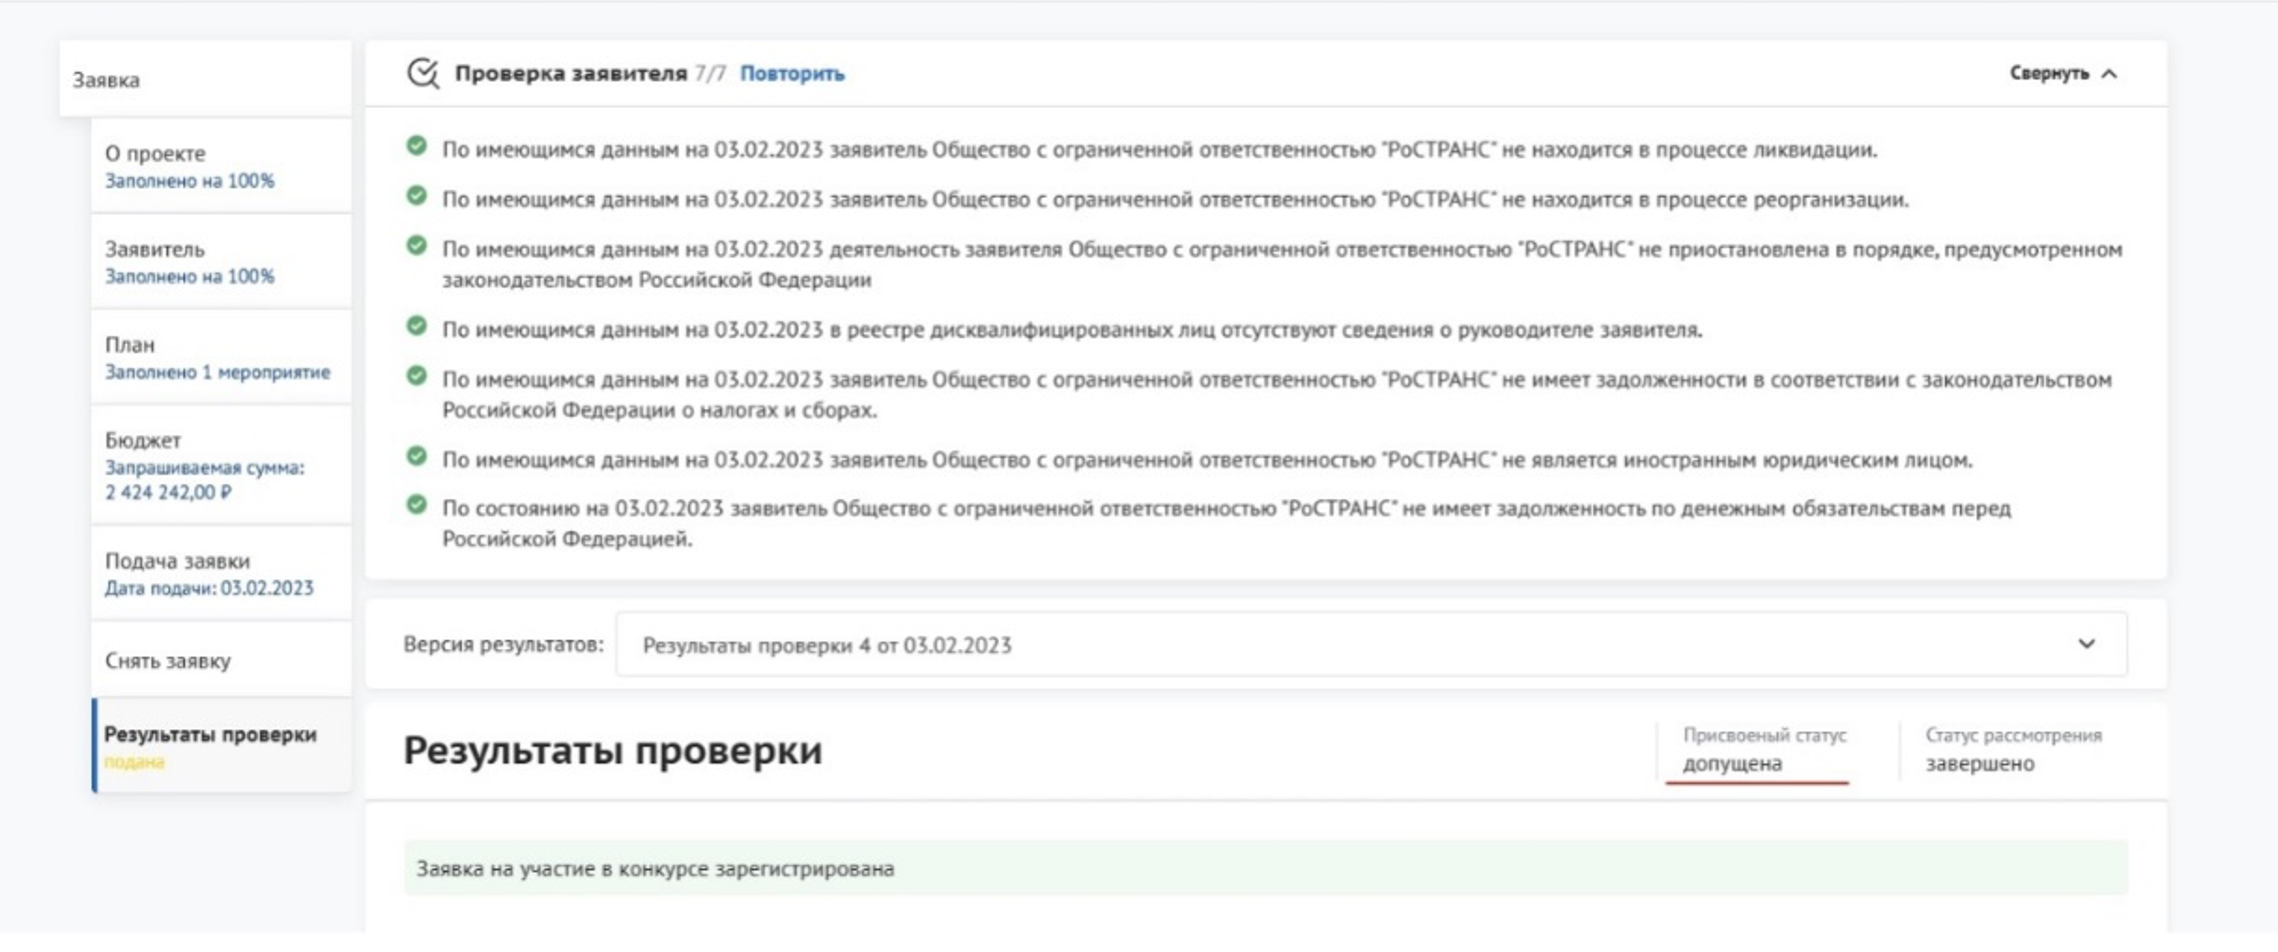 Заявка
О проекте
Заполнено на 100%
Заявитель
Заполнено на 100%
План
Заполнено 1 мероприятие
Бюджет
Запрашиваемая сумма:
2 424 242,00 ₽
Подача заявки
Дата подачи: 03.02.2023
Снять заявку
Результаты проверки
подана
Проверка заявителя 7/7 Повторить
Свернуть
По имеющимся данным на 03.02.2023 заявитель Общество с ограниченной ответственностью "РоСТРАНС" не находится в процессе ликвидации.
По имеющимся данным на 03.02.2023 заявитель Общество с ограниченной ответственностью "РоСТРАНС" не находится в процессе реорганизации.
По имеющимся данным на 03.02.2023 деятельность заявителя Общество с ограниченной ответственностью "РоСТРАНС" не приостановлена в порядке, предусмотренном
законодательством Российской Федерации
По имеющимся данным на 03.02.2023 в реестре дисквалифицированных лиц отсутствуют сведения о руководителе заявителя.
По имеющимся данным на 03.02.2023 заявитель Общество с ограниченной ответственностью "РоСТРАНС" не имеет задолженности в соответствии с законодательством
Российской Федерации о налогах и сборах.
По имеющимся данным на 03.02.2023 заявитель Общество с ограниченной ответственностью "РоСТРАНС" не является иностранным юридическим лицом.
По состоянию на 03.02.2023 заявитель Общество с ограниченной ответственностью "РоСТРАНС" не имеет задолженность по денежным обязательствам перед
Российской Федерацией.
Версия результатов:
Результаты проверки 4 от 03.02.2023
Результаты проверки
Присвоеный статус
допущена
Статус рассмотрения
завершено
Заявка на участие в конкурсе зарегистрирована